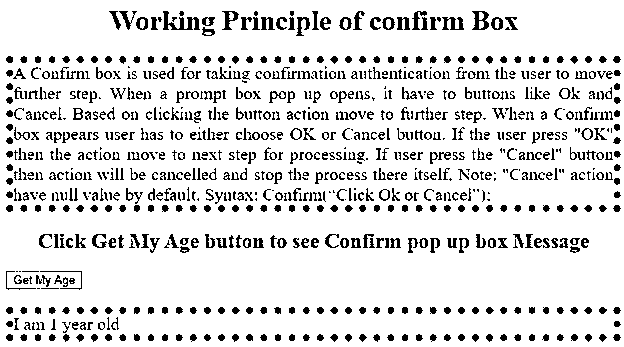 Working Principle of confirm Box
A Confirm box is used for taking confirmation authentication from the user to move
further step. When a prompt box pop up opens, it have to buttons like Ok and
Cancel. Based on clicking the button action move to further step. When a Confirm
box appears user has to either choose OK or Cancel button. If the user press "OK"
then the action move to next step for processing. If user press the "Cancel" button
then action will be cancelled and stop the process there itself. Note: "Cancel" action
have null value by default. Syntax: Confirm(“Click Ok or Cancel”);
Click Get My Age button to see Confirm pop up box Message
Get My Age
I am 1 year old